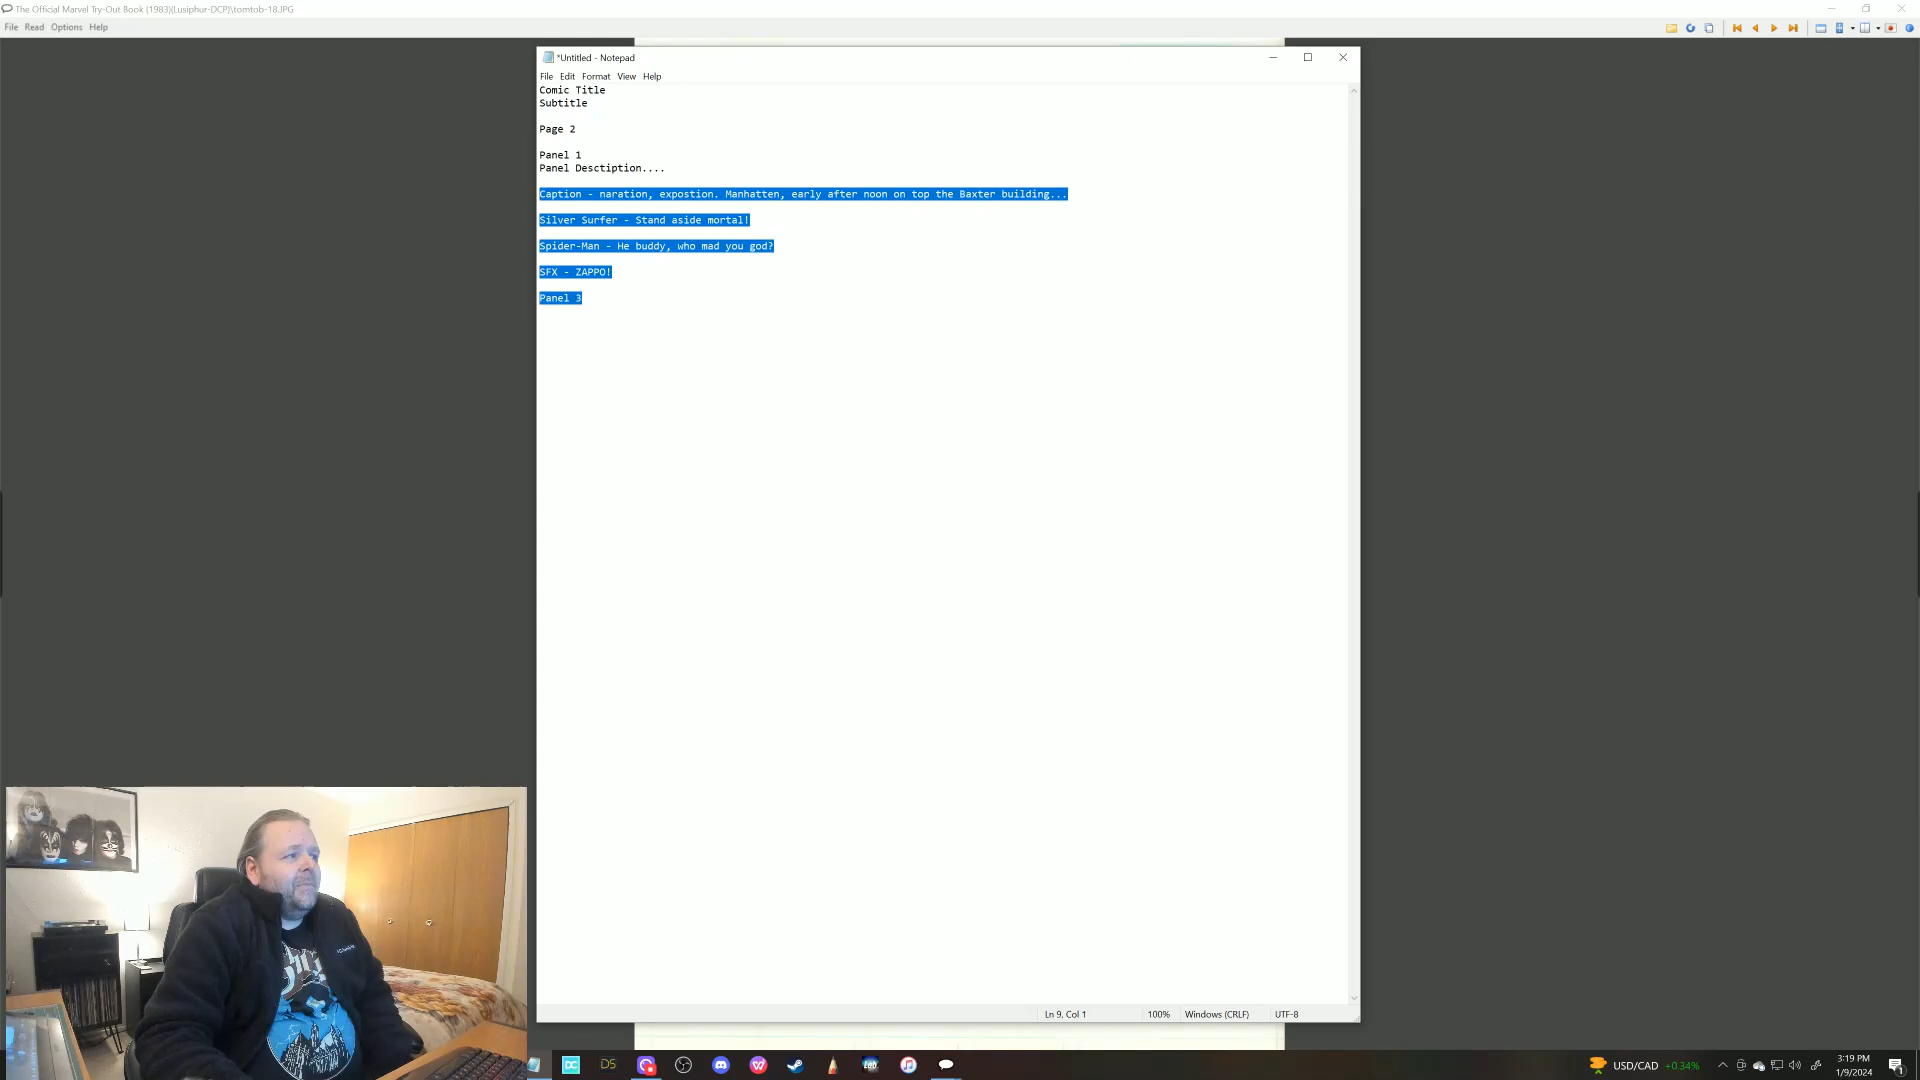 The Official Marvel Try-Out Book (1983)(Lusiphur-DCP)\tomtob-18.JPG
File Read Options Help
*Untitled - Notepad
File Edit Format View Help
Comic Title
Subtitle
Page 2
Panel 1
Panel Desctiption....
Caption - naration, expostion. Manhatten, early after noon on top the Baxter building...
Silver Surfer - Stand aside mortal!
Spider-Man - He buddy, who mad you god?
SFX - ZAPPO!
Panel 3
Ln 9, Col 1 100% Windows (CRLF) UTF-8
DC DS Lab
USD/CAD +0.34%
3:19 PM
1/9/2024
1